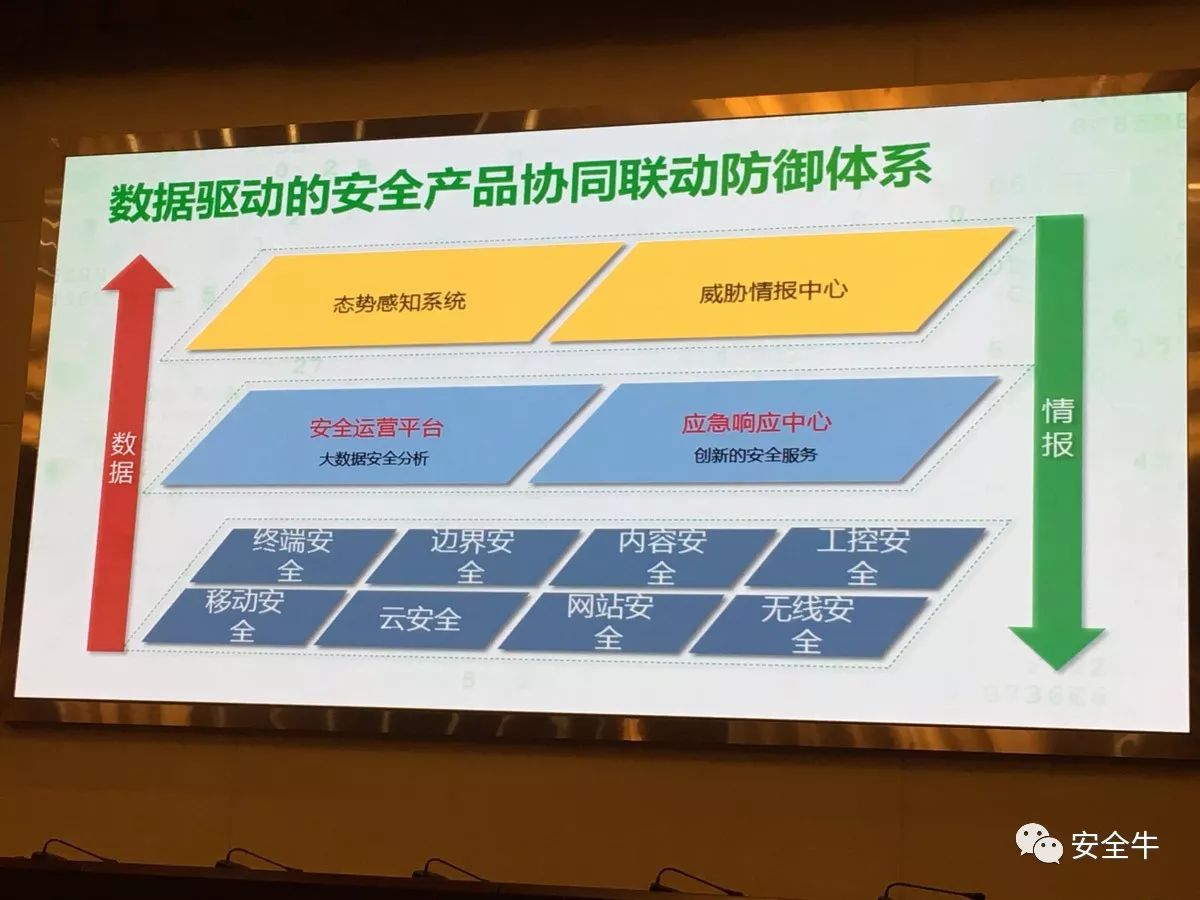 数据驱动的安全产品协同联动防御体系
态势感知系统
威胁情报中心
数据
情报
安全运营平台
大数据安全分析
应急响应中心
创新的安全服务
终端安
全
边界安
全
内容安
全
工控安
全
移动安
全
云安全
网站安
全
无线安
全
安全牛